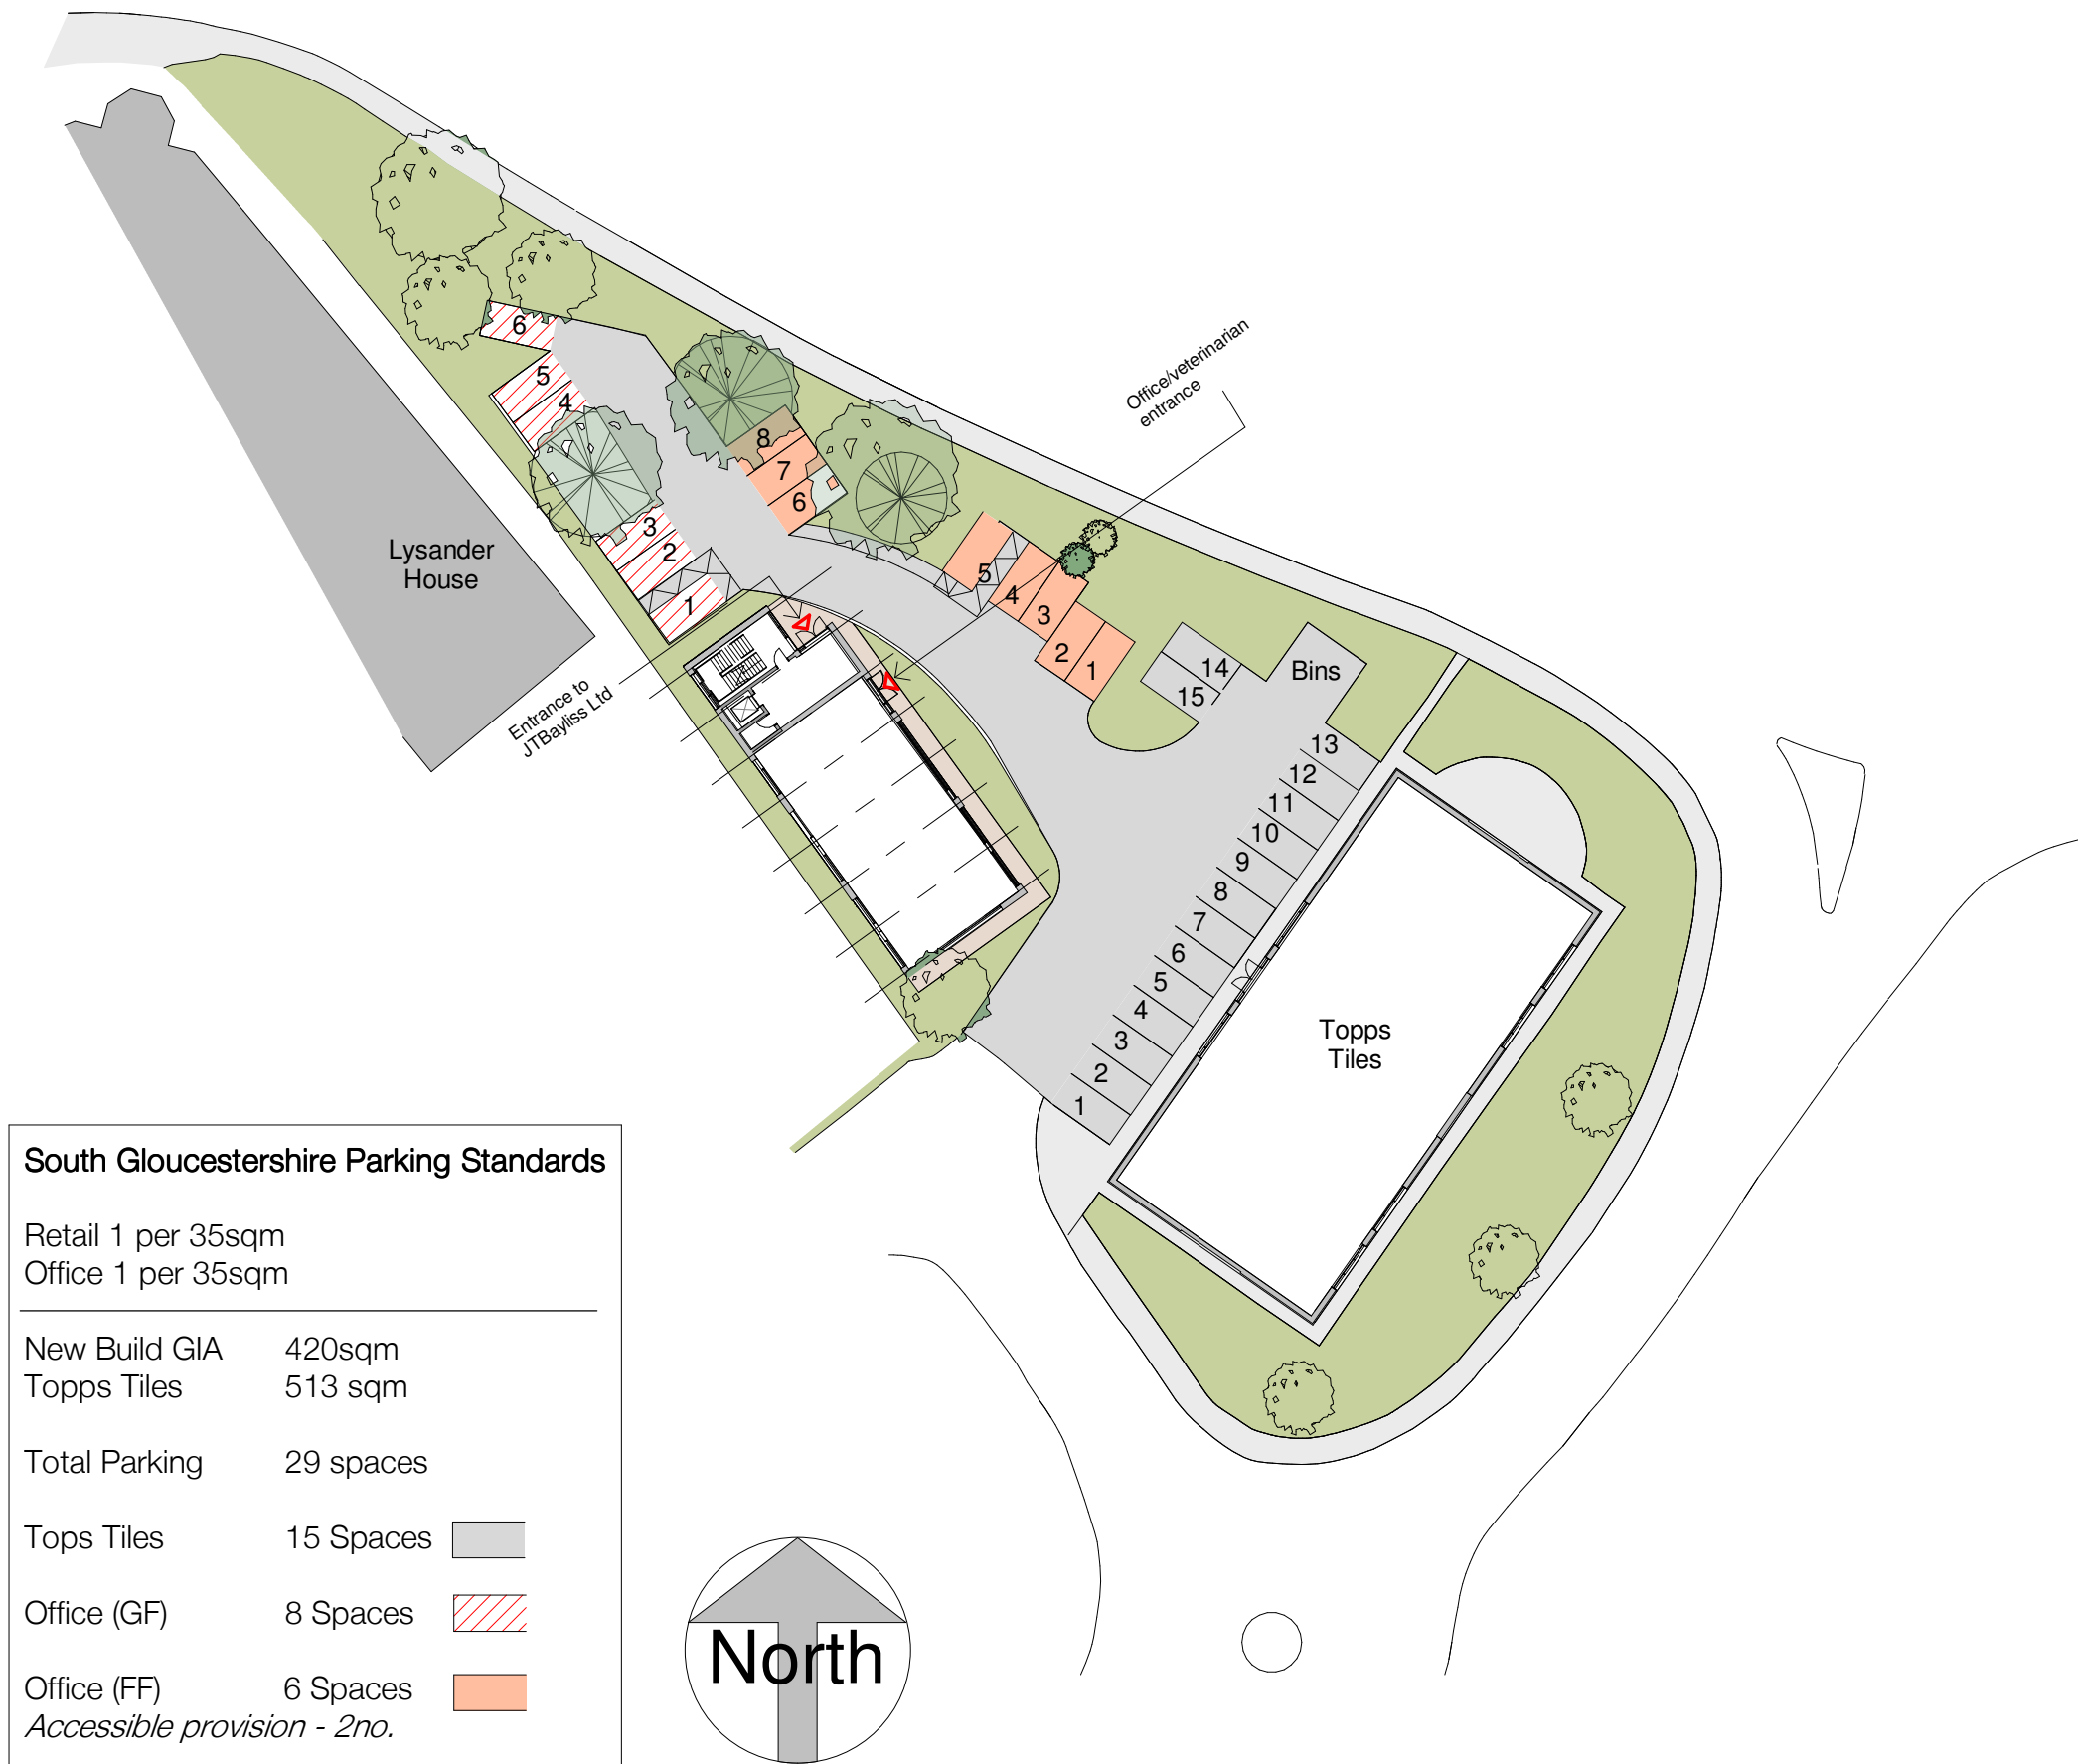 Office/veterinarian
entrance
6
5
4
8
7
6
3
2
1
5
4
3
2
1
14
15
Bins
Lysander
House
Entrance to
JTBayliss Ltd
13
12
11
10
9
8
7
6
5
4
3
2
1
Topps
Tiles
South Gloucestershire Parking Standards
Retail 1 per 35sqm
Office 1 per 35sqm
New Build GIA 420sqm
Topps Tiles 513 sqm
Total Parking 29 spaces
Tops Tiles 15 Spaces
Office (GF) 8 Spaces
Office (FF) 6 Spaces
Accessible provision - 2no.
North